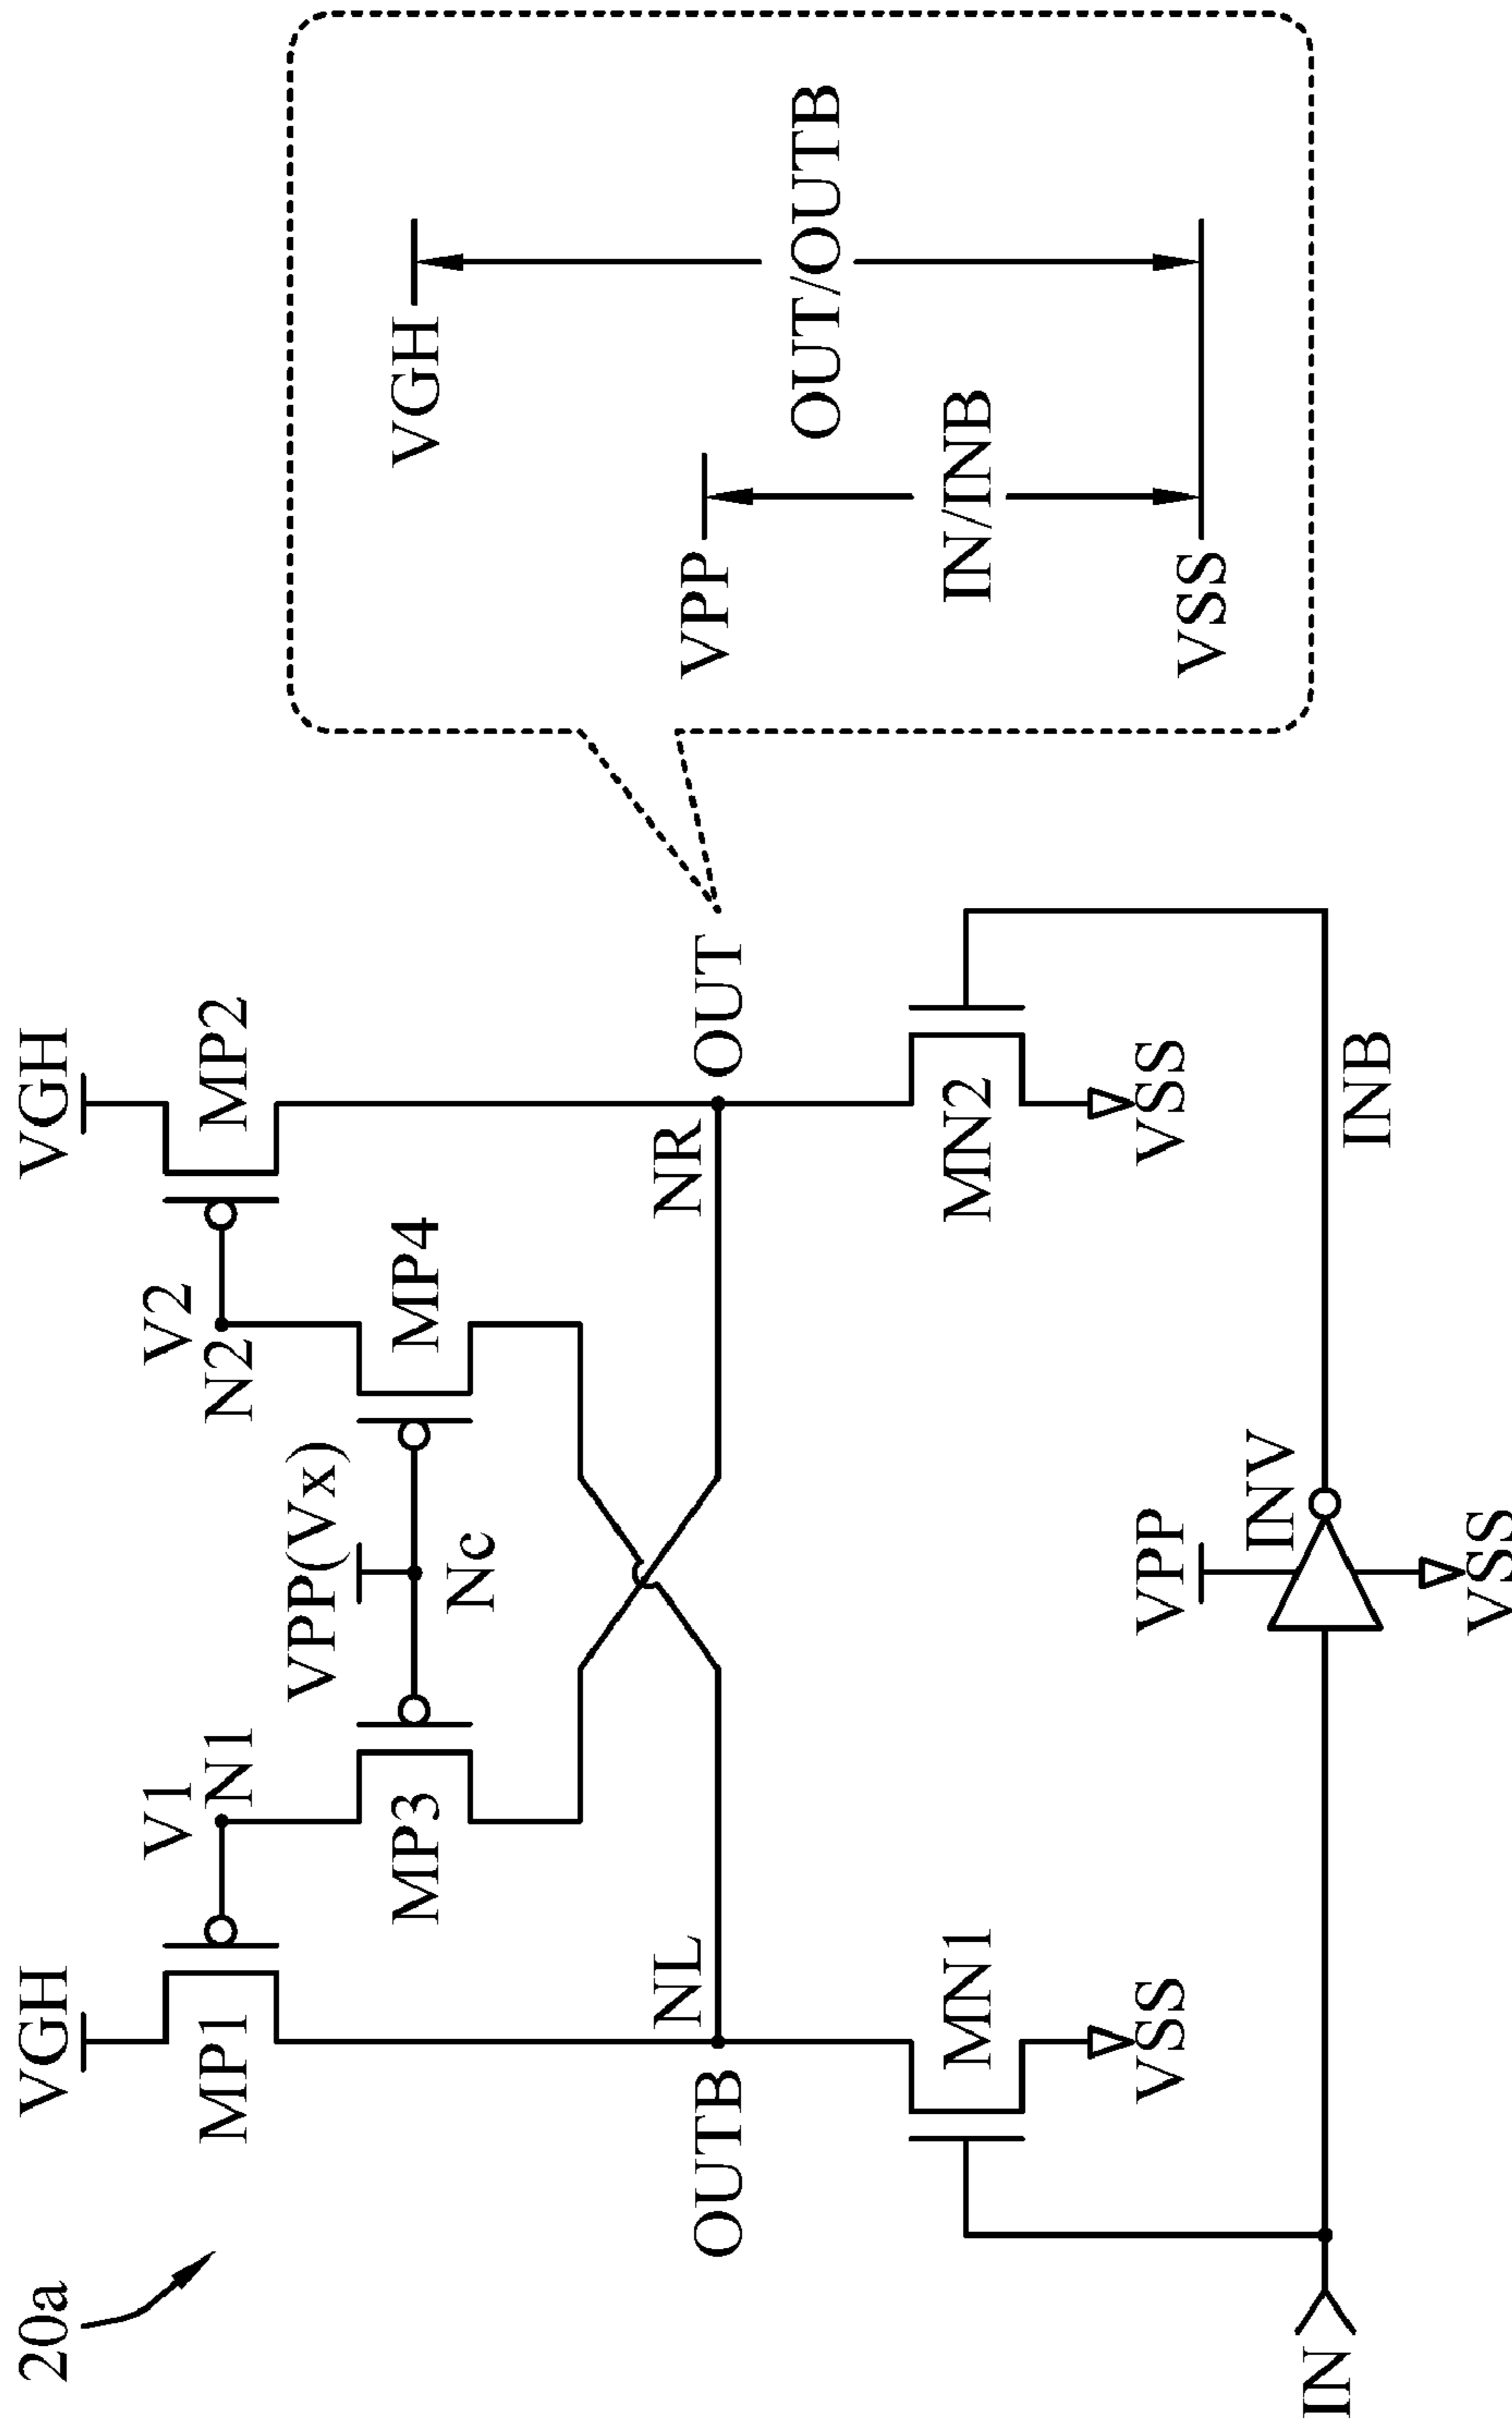 20a
VGH
VGH
MP1
MP2
V1
N1
V2
N2
VPP(Vx)
MP3
MP4
Nc
OUTB
NL
NR
OUT
MN1
MN2
VSS
VSS
VPP
INV
IN
INB
VSS
VGH
VPP
OUT/OUTB
IN/INB
VSS